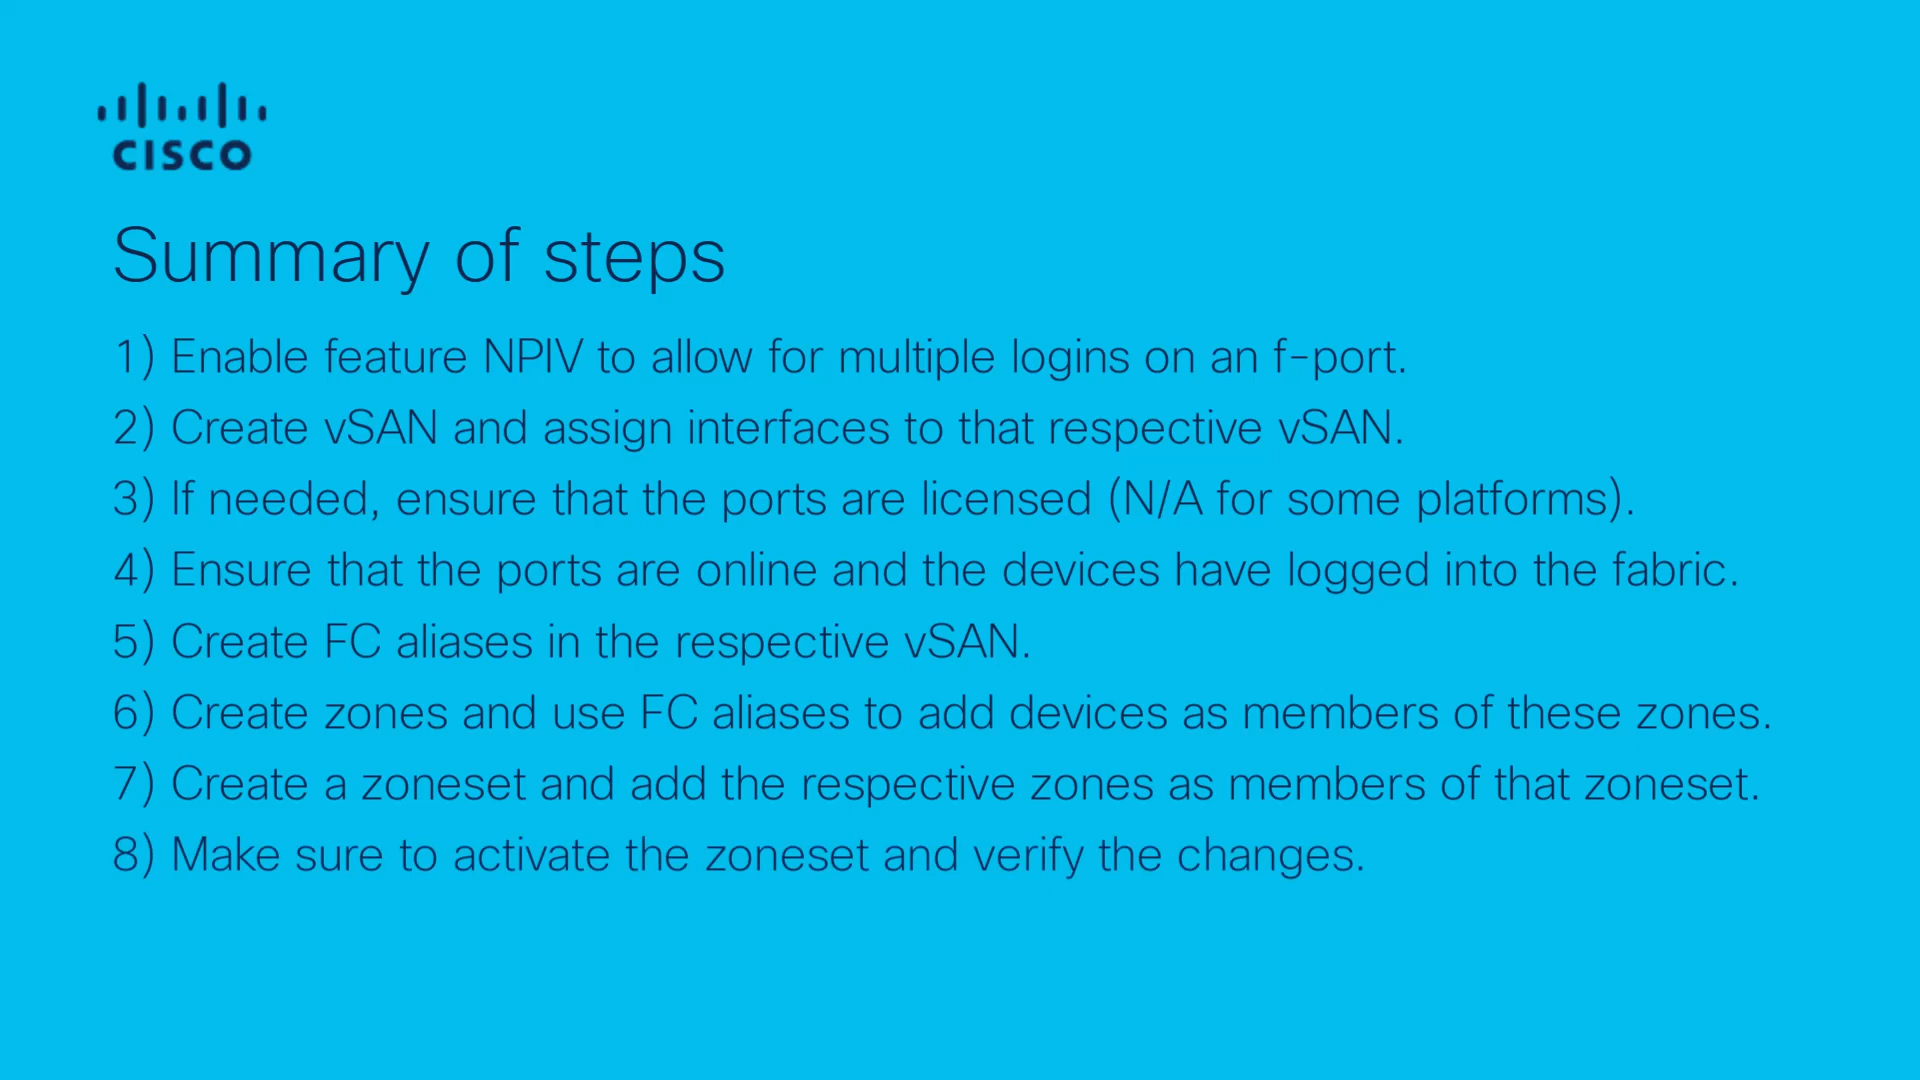 CISCO
Summary of steps
1) Enable feature NPIV to allow for multiple logins on an f-port.
2) Create vSAN and assign interfaces to that respective vSAN.
3) If needed, ensure that the ports are licensed (N/A for some platforms).
4) Ensure that the ports are online and the devices have logged into the fabric.
5) Create FC aliases in the respective vSAN.
6) Create zones and use FC aliases to add devices as members of these zones.
7) Create a zoneset and add the respective zones as members of that zoneset.
8) Make sure to activate the zoneset and verify the changes.